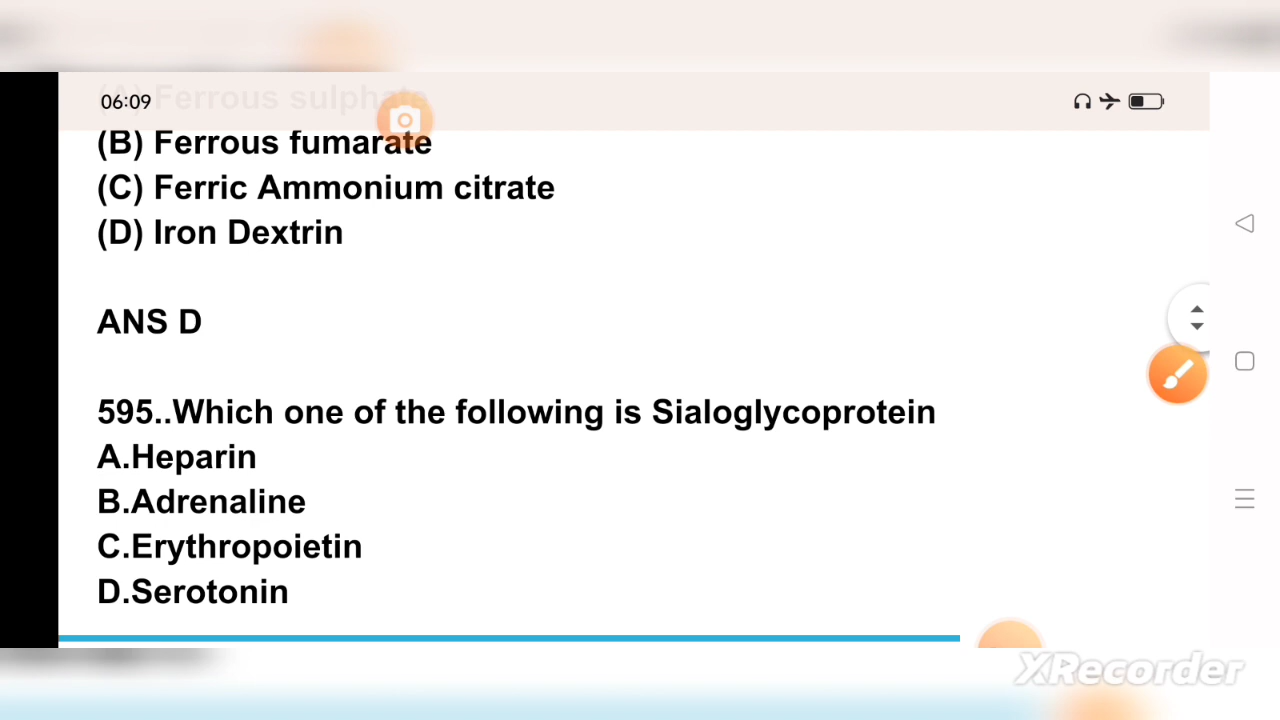 06:09
(A) Ferrous sulphate
(B) Ferrous fumarate
(C) Ferric Ammonium citrate
(D) Iron Dextrin
ANS D
595..Which one of the following is Sialoglycoprotein
A.Heparin
B.Adrenaline
C.Erythropoietin
D.Serotonin
XRecorder